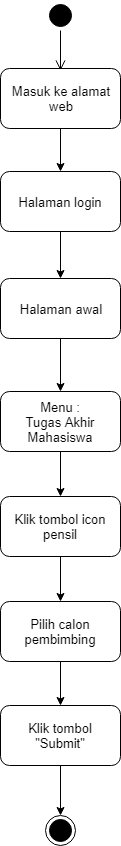 Masuk ke alamat
web
Halaman login
Halaman awal
Menu :
Tugas Akhir
Mahasiswa
Klik tombol icon
pensil
Pilih calon
pembimbing
Klik tombol
"Submit"